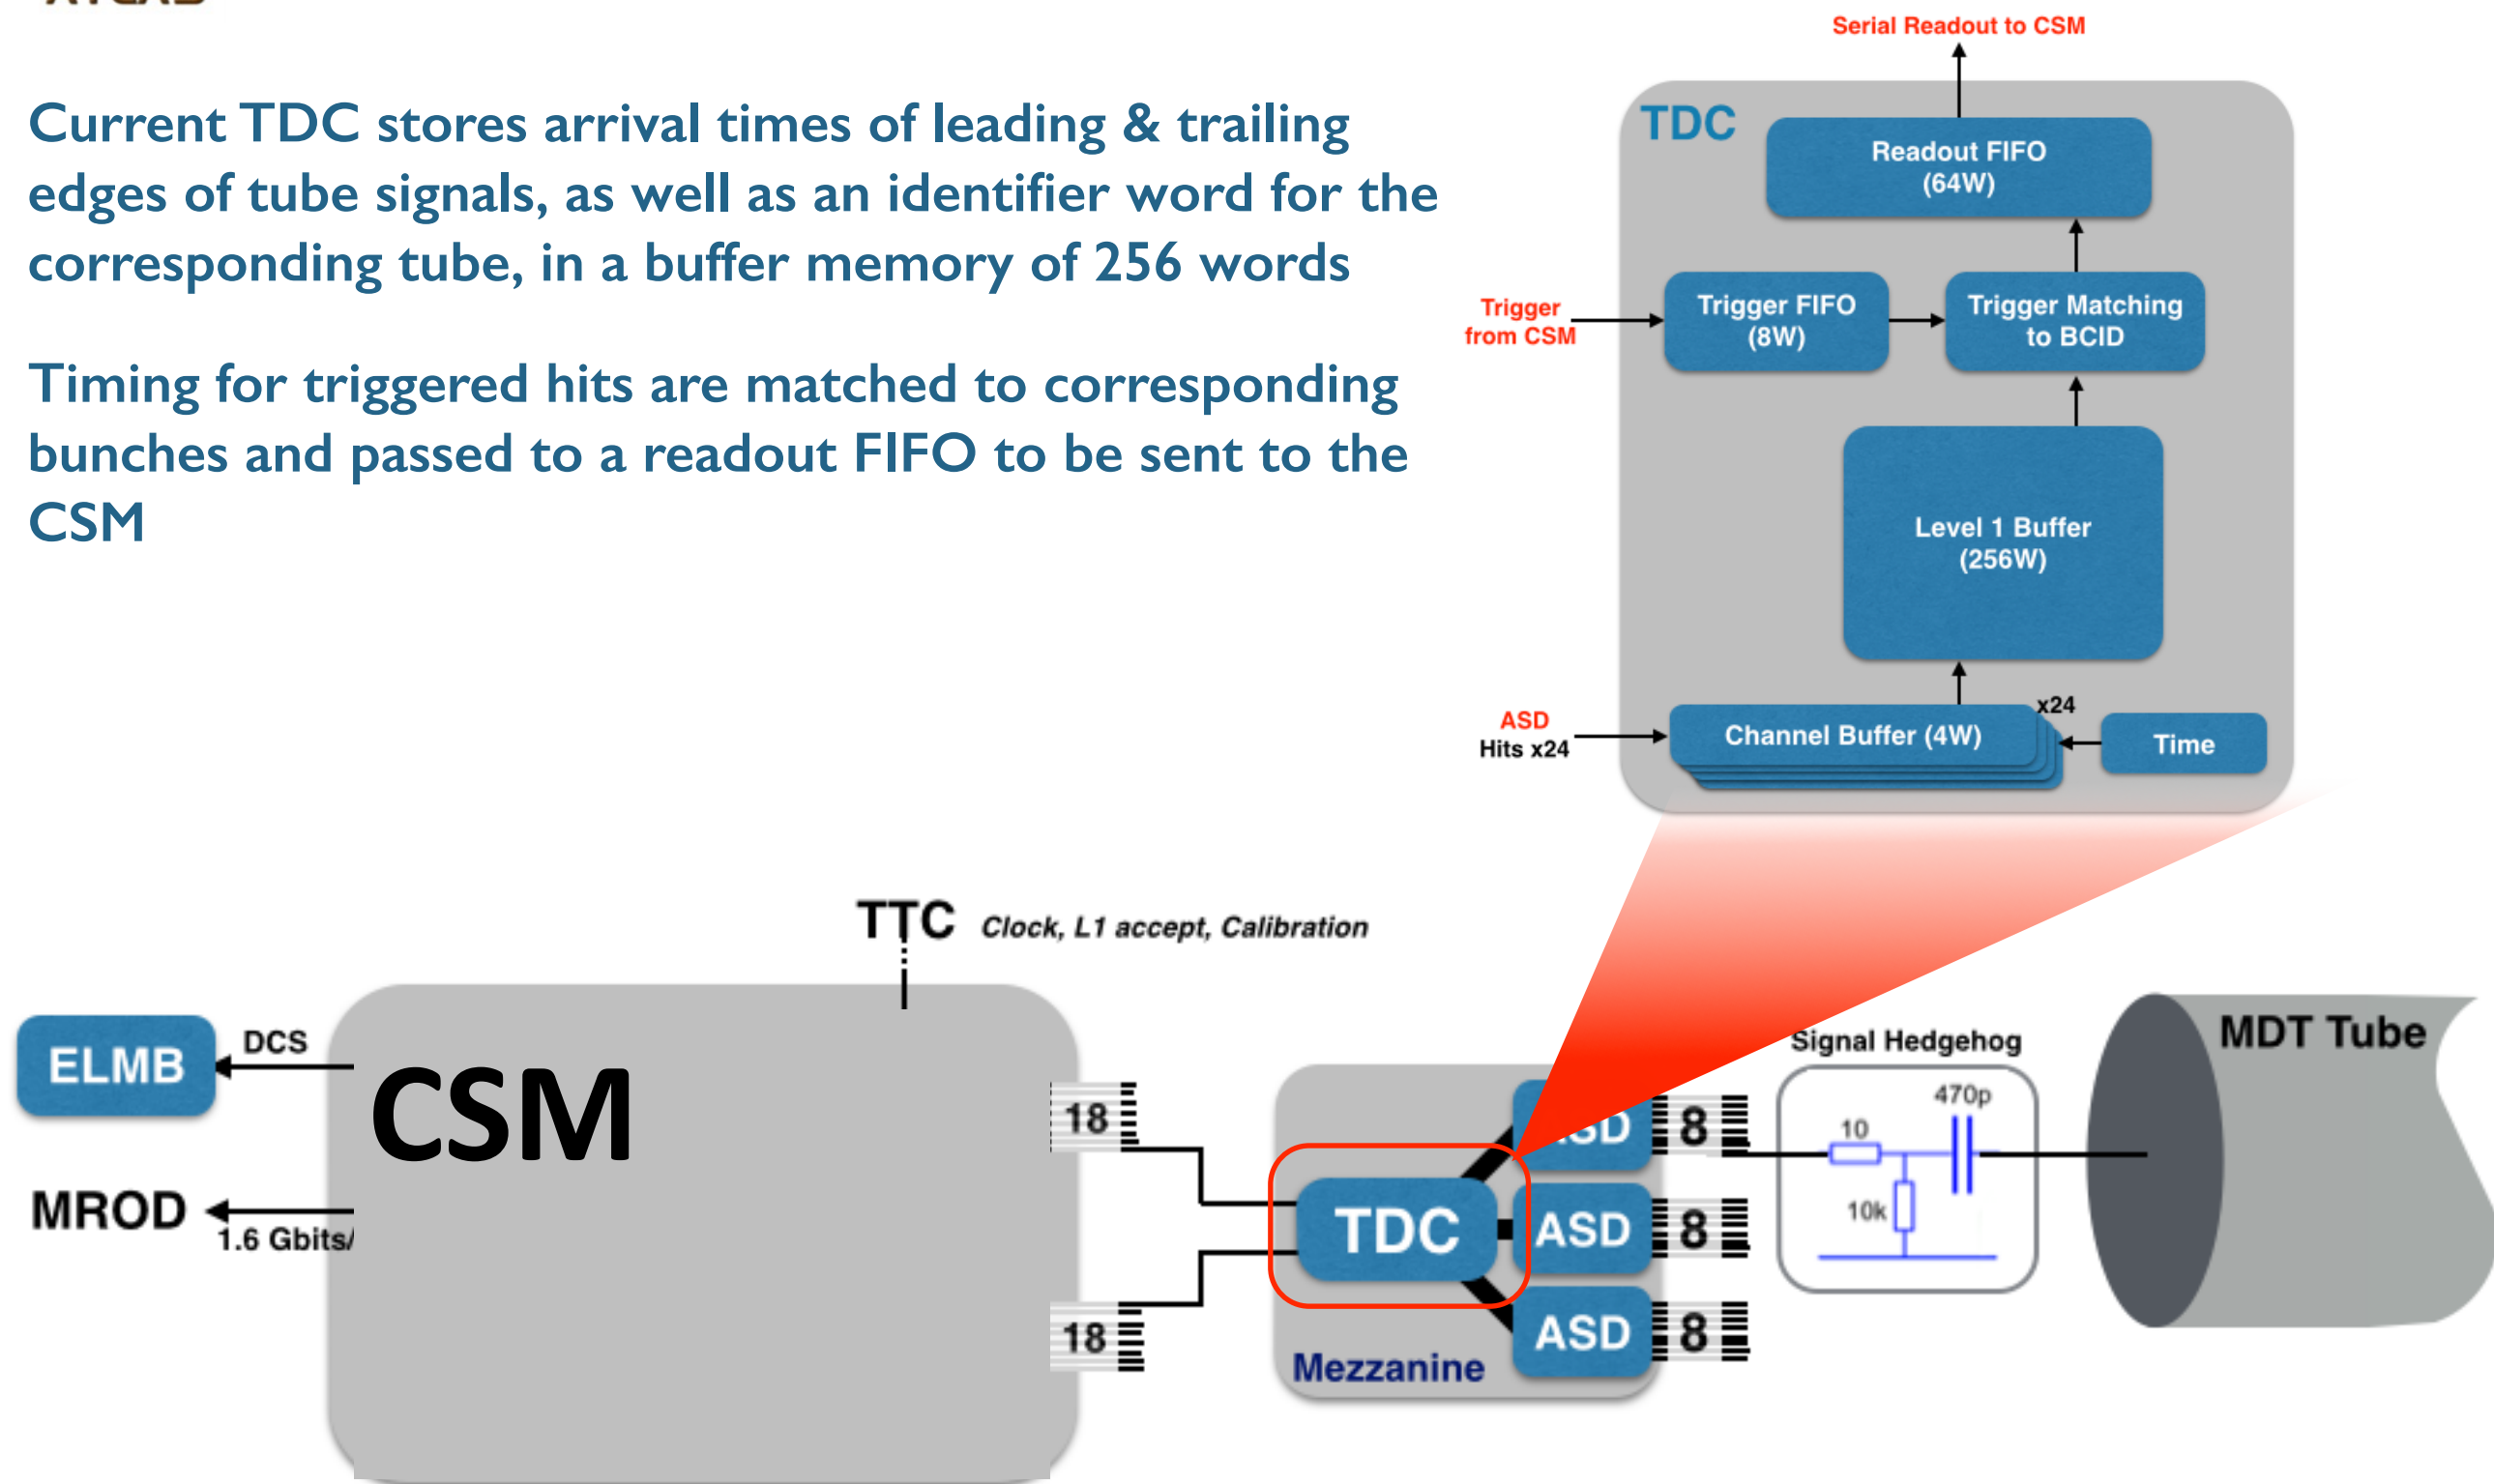 Current TDC stores arrival times of leading & trailing
edges of tube signals, as well as an identifier word for the
corresponding tube, in a buffer memory of 256 words
Timing for triggered hits are matched to corresponding
bunches and passed to a readout FIFO to be sent to the
CSM
Serial Readout to CSM
TDC
Readout FIFO
(64W)
Trigger
from CSM
Trigger FIFO
(8W)
Trigger Matching
to BCID
Level 1 Buffer
(256W)
x24
ASD
Hits x24
Channel Buffer (4W)
Time
TTC Clock, L1 accept, Calibration
ELMB
DCS
CSM
MROD
1.6 Gbits/
18
18
TDC
ASD
ASD
8
8
8
Mezzanine
Signal Hedgehog
470p
10
10k
MDT Tube